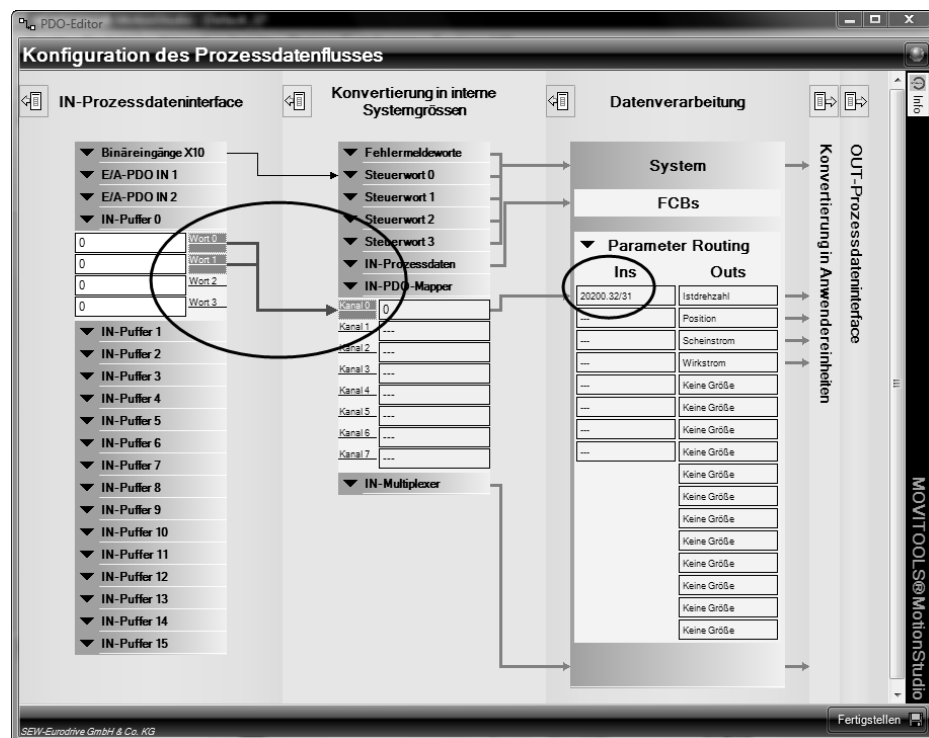 PDO-Editor
Konfiguration des Prozessdatenflusses
IN-Prozessdateninterface
Binäreingänge X10
E/A-PDO IN 1
E/A-PDO IN 2
IN-Puffer 0
0 Wort 0
0 Wort 1
0 Wort 2
0 Wort 3
IN-Puffer 1
IN-Puffer 2
IN-Puffer 3
IN-Puffer 4
IN-Puffer 5
IN-Puffer 6
IN-Puffer 7
IN-Puffer 8
IN-Puffer 9
IN-Puffer 10
IN-Puffer 11
IN-Puffer 12
IN-Puffer 13
IN-Puffer 14
IN-Puffer 15
Konvertierung in interne
Systemgrössen
Fehlermeldeworte
Steuerwort 0
Steuerwort 1
Steuerwort 2
Steuerwort 3
IN-Prozessdaten
IN-PDO-Mapper
Kanal 0 0
Kanal 1 ---
Kanal 2 ---
Kanal 3 ---
Kanal 4 ---
Kanal 5 ---
Kanal 6 ---
Kanal 7 ---
IN-Multiplexer
Datenverarbeitung
System
FCBs
Parameter Routing
Ins Outs
20200.32/31 Istdrehzahl
--- Position
--- Scheinstrom
--- Wirkstrom
--- Keine Größe
--- Keine Größe
--- Keine Größe
--- Keine Größe
Keine Größe
Keine Größe
Keine Größe
Keine Größe
Keine Größe
Keine Größe
Keine Größe
Keine Größe
Konvertierung in Anwendereinheiten
OUT-Prozessdateninterface
Info
MOVITOOLS®MotionStudio
SEW-Eurodrive GmbH & Co. KG
Fertigstellen